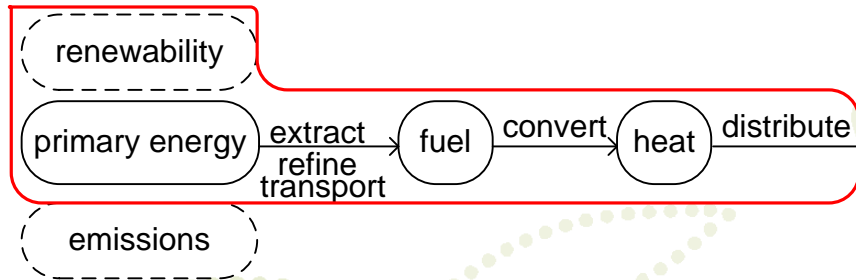 renewability
primary energy
extract
refine
transport
fuel
convert
heat
distribute
emissions